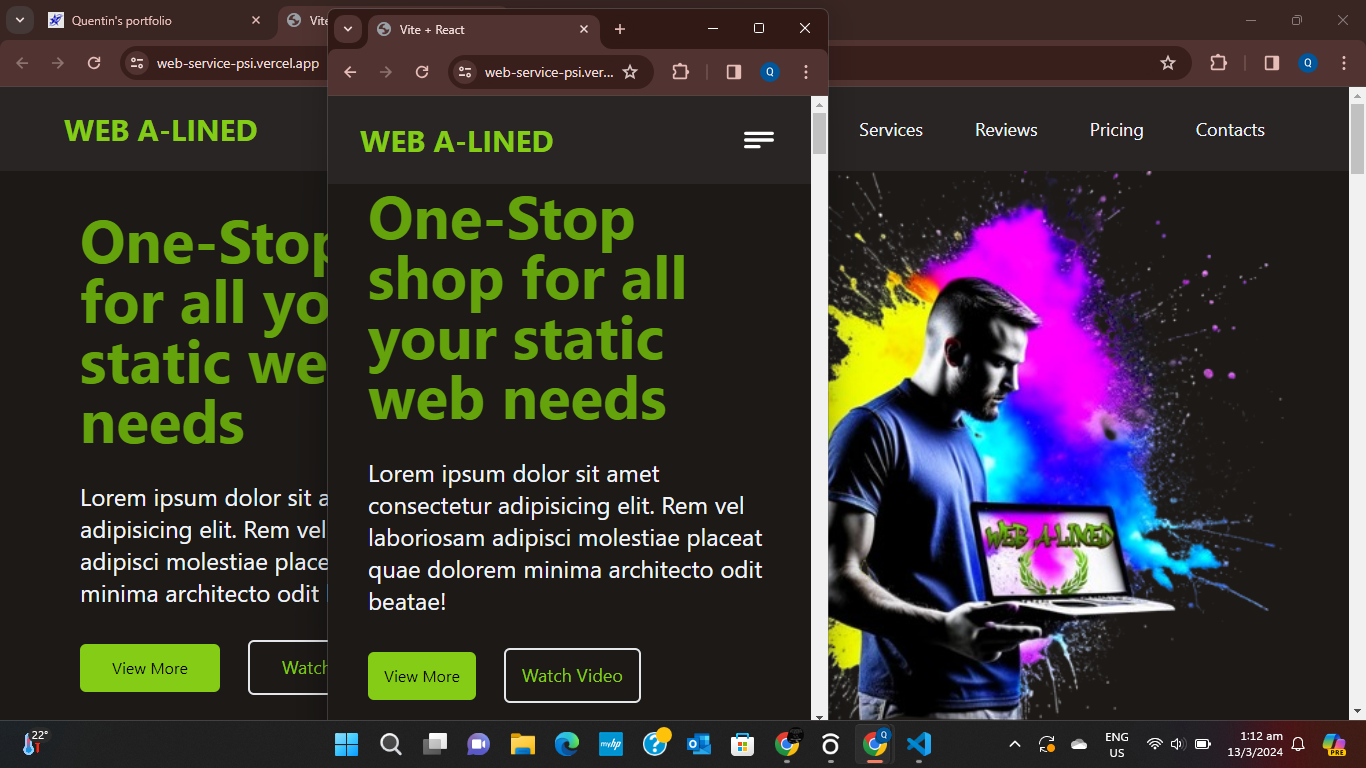 Quentin's portfolio
Vite
Vite + React
web-service-psi.vercel.app
web-service-psi.ver...
Q
Q
WEB A-LINED
Services
Reviews
Pricing
Contacts
WEB A-LINED
One-Stop
for all yo
static we
needs
Lorem ipsum dolor sit a
adipisicing elit. Rem vel
adipisci molestiae place
minima architecto odit
View More
Watch
One-Stop
shop for all
your static
web needs
Lorem ipsum dolor sit amet
consectetur adipisicing elit. Rem vel
laboriosam adipisci molestiae placeat
quae dolorem minima architecto odit
beatae!
View More
Watch Video
WEB A-LINED
22°
myhp
Q
ENG
US
1:12 am
13/3/2024
PRE